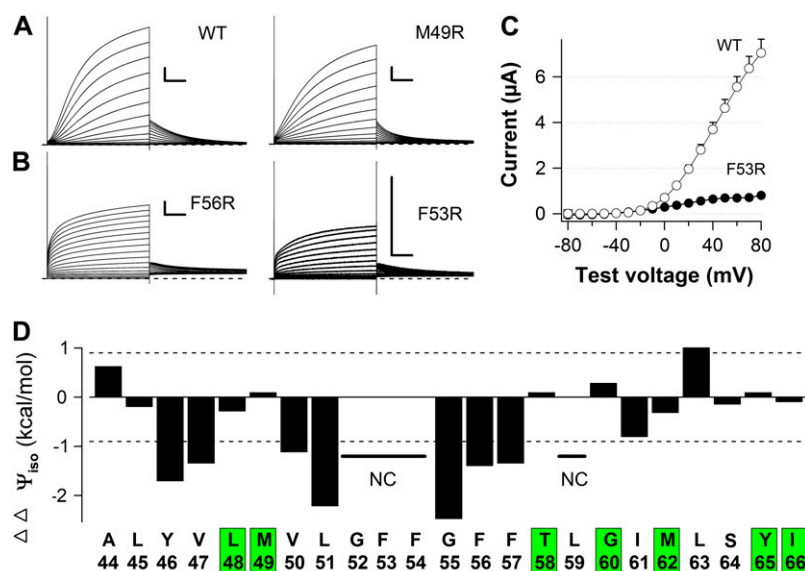 A
WT
M49R
B
F56R
F53R
C
Current (µA)
6
4
2
0
WT
F53R
-80
-40
0
40
80
Test voltage (mV)
D
Δ Δ Ψiso (kcal/mol)
1
0
-1
-2
NC
NC
A L Y V L M V L G F F G F F T L G I M L S Y I
44 45 46 47 48 49 50 51 52 53 54 55 56 57 58 59 60 61 62 63 64 65 66